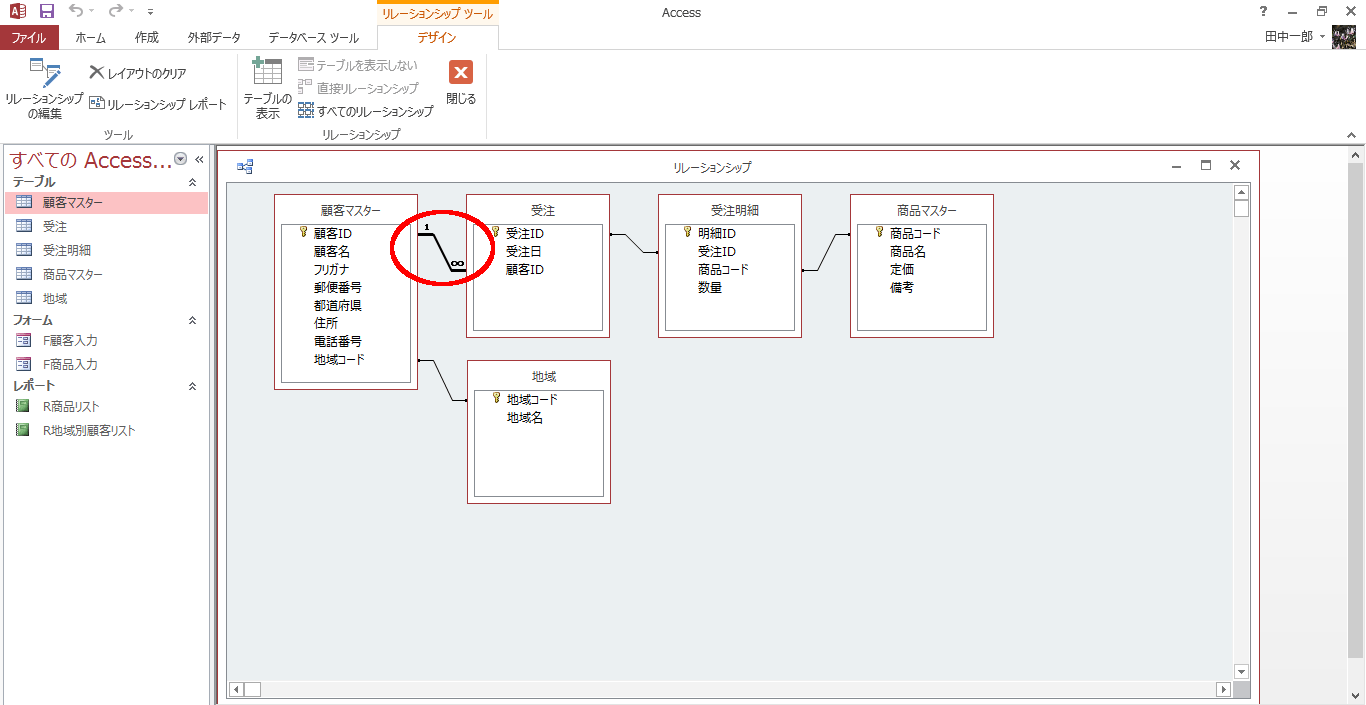 リレーションシップ ツール
Access
?
ファイル
ホーム
作成
外部データ
データベース ツール
デザイン
田中一郎
リレーションシップ
の編集
レイアウトのクリア
リレーションシップ レポート
ツール
テーブルの
表示
テーブルを表示しない
直接リレーションシップ
すべてのリレーションシップ
閉じる
リレーションシップ
すべての Access...
テーブル
顧客マスター
受注
受注明細
商品マスター
地域
フォーム
F顧客入力
F商品入力
レポート
R商品リスト
R地域別顧客リスト
リレーションシップ
顧客マスター
顧客ID
顧客名
フリガナ
郵便番号
都道府県
住所
電話番号
地域コード
1
∞
受注
受注ID
受注日
顧客ID
受注明細
明細ID
受注ID
商品コード
数量
商品マスター
商品コード
商品名
定価
備考
地域
地域コード
地域名